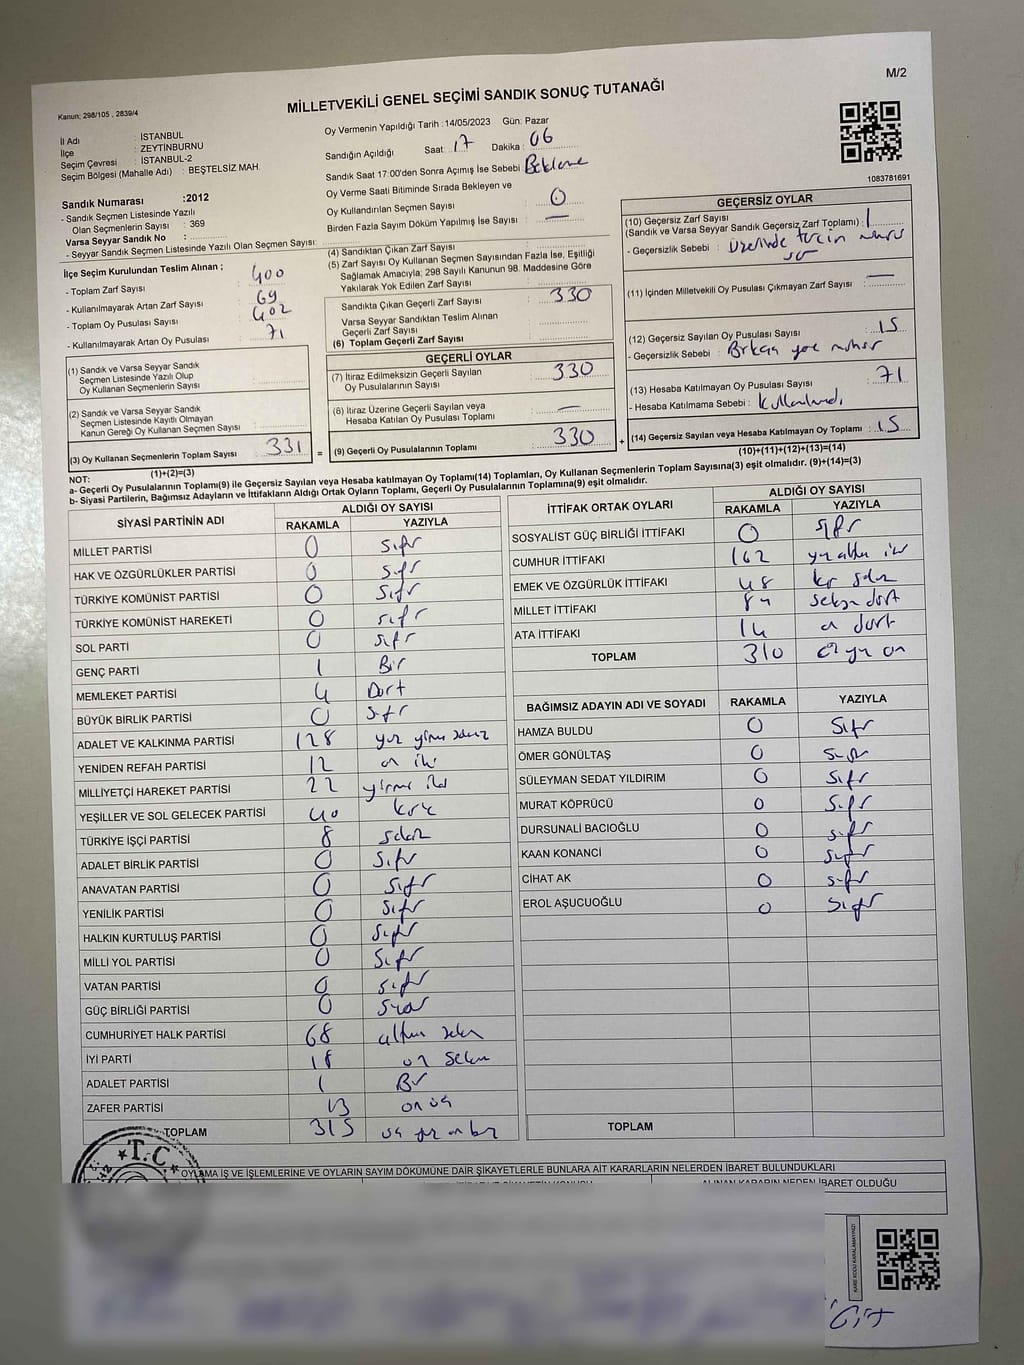 Kanun; 298/105 , 2839/4
MİLLETVEKİLİ GENEL SEÇİMİ SANDIK SONUÇ TUTANAĞI
M/2
İl Adı : İSTANBUL
İlçe : ZEYTİNBURNU
Seçim Çevresi : İSTANBUL-2
Seçim Bölgesi (Mahalle Adı) : BEŞTELSİZ MAH.
Sandık Numarası :2012
- Sandık Seçmen Listesinde Yazılı
Olan Seçmenlerin Sayısı : 369
Varsa Seyyar Sandık No :
- Seyyar Sandık Seçmen Listesinde Yazılı Olan Seçmen Sayısı:
Oy Vermenin Yapıldığı Tarih : 14/05/2023 Gün: Pazar
Sandığın Açıldığı Saat : 17 Dakika : 06
Sandık Saat 17:00'den Sonra Açımış İse Sebebi : Bekleme
Oy Verme Saati Bitiminde Sırada Bekleyen ve
Oy Kullandırılan Seçmen Sayısı : 0
Birden Fazla Sayım Döküm Yapılmış İse Sayısı : —
1083781691
İlçe Seçim Kurulundan Teslim Alınan ;
- Toplam Zarf Sayısı : 400
- Kullanılmayarak Artan Zarf Sayısı : 69
- Toplam Oy Pusulası Sayısı : 402
- Kullanılmayarak Artan Oy Pusulası : 71
(1) Sandık ve Varsa Seyyar Sandık
Seçmen Listesinde Yazılı Olup
Oy Kullanan Seçmenlerin Sayısı :
(2) Sandık ve Varsa Seyyar Sandık
Seçmen Listesinde Kayıtlı Olmayan
Kanun Gereği Oy Kullanan Seçmen Sayısı :
(3) Oy Kullanan Seçmenlerin Toplam Sayısı : 331 =
(1)+(2)=(3)
(4) Sandıktan Çıkan Zarf Sayısı :
(5) Zarf Sayısı Oy Kullanan Seçmen Sayısından Fazla İse, Eşitliği
Sağlamak Amacıyla; 298 Sayılı Kanunun 98. Maddesine Göre
Yakılarak Yok Edilen Zarf Sayısı :
Sandıkta Çıkan Geçerli Zarf Sayısı : 330
Varsa Seyyar Sandıktan Teslim Alınan
Geçerli Zarf Sayısı :
(6) Toplam Geçerli Zarf Sayısı :
GEÇERLİ OYLAR
(7) İtiraz Edilmeksizin Geçerli Sayılan
Oy Pusulalarının Sayısı : 330
(8) İtiraz Üzerine Geçerli Sayılan veya
Hesaba Katılan Oy Pusulası Toplamı : —
(9) Geçerli Oy Pusulalarının Toplamı : 330 +
GEÇERSİZ OYLAR
(10) Geçersiz Zarf Sayısı
(Sandık ve Varsa Seyyar Sandık Geçersiz Zarf Toplamı) : 1
- Geçersizlik Sebebi : üzerinde
(11) İçinden Milletvekili Oy Pusulası Çıkmayan Zarf Sayısı : —
(12) Geçersiz Sayılan Oy Pusulası Sayısı : 15
- Geçersizlik Sebebi : mühür
(13) Hesaba Katılmayan Oy Pusulası Sayısı : 71
- Hesaba Katılmama Sebebi : Kullanılmadı
(14) Geçersiz Sayılan veya Hesaba Katılmayan Oy Toplamı : 15
(10)+(11)+(12)+(13)=(14)
NOT:
a- Geçerli Oy Pusulası Toplamı(9) ile Geçersiz Sayılan veya Hesaba katılmayan Oy Toplamı(14) Toplamları, Oy Kullanan Seçmenlerin Toplam Sayısına(3) eşit olmalıdır. (9)+(14)=(3)
b- Siyasi Partilerin, Bağımsız Adayların ve İttifakların Aldığı Ortak Oyların Toplamı, Geçerli Oy Pusulalarının Toplamına(9) eşit olmalıdır.
SİYASİ PARTİNİN ADI ALDIĞI OY SAYISI
RAKAMLA YAZIYLA
MİLLET PARTİSİ 0 sıfır
HAK VE ÖZGÜRLÜKLER PARTİSİ 0 sıfır
TÜRKİYE KOMÜNİST PARTİSİ 0 sıfır
TÜRKİYE KOMÜNİST HAREKETİ 0 sıfır
SOL PARTİ 0 sıfır
GENÇ PARTİ 1 Bir
MEMLEKET PARTİSİ 4 Dört
BÜYÜK BİRLİK PARTİSİ 0 sıfır
ADALET VE KALKINMA PARTİSİ 128 yüz yirmi sekiz
YENİDEN REFAH PARTİSİ 12 on iki
MİLLİYETÇİ HAREKET PARTİSİ 22 yirmi iki
YEŞİLLER VE SOL GELECEK PARTİSİ 40 kırk
TÜRKİYE İŞÇİ PARTİSİ 8 sekiz
ADALET BİRLİK PARTİSİ 0 sıfır
ANAVATAN PARTİSİ 0 sıfır
YENİLİK PARTİSİ 0 sıfır
HALKIN KURTULUŞ PARTİSİ 0 sıfır
MİLLİ YOL PARTİSİ 0 sıfır
VATAN PARTİSİ 0 sıfır
GÜÇ BİRLİĞİ PARTİSİ 0 sıfır
CUMHURİYET HALK PARTİSİ 68 altmış sekiz
İYİ PARTİ 18 on sekiz
ADALET PARTİSİ 1 Bir
ZAFER PARTİSİ 13 on üç
TOPLAM 315 üç yüz on beş
İTTİFAK ORTAK OYLARI ALDIĞI OY SAYISI
RAKAMLA YAZIYLA
SOSYALİST GÜÇ BİRLİĞİ İTTİFAKI 0 sıfır
CUMHUR İTTİFAKI 162 yüz altmış iki
EMEK VE ÖZGÜRLÜK İTTİFAKI 48 kırk sekiz
MİLLET İTTİFAKI 84 seksen dört
ATA İTTİFAKI 14 on dört
TOPLAM 310 yüz on
BAĞIMSIZ ADAYIN ADI VE SOYADI RAKAMLA YAZIYLA
HAMZA BULDU 0 sıfır
ÖMER GÖNÜLTAŞ 0 sıfır
SÜLEYMAN SEDAT YILDIRIM 0 sıfır
MURAT KÖPRÜCÜ 0 sıfır
DURSUNALİ BACIOĞLU 0 sıfır
KAAN KONANCİ 0 sıfır
CİHAT AK 0 sıfır
EROL AŞUCUOĞLU 0 sıfır
TOPLAM
★T.C.★
OYLAMA İŞ VE İŞLEMLERİNE VE OYLARIN SAYIM DÖKÜMÜNE DAİR ŞİKAYETLERLE BUNLARA AİT KARARLARIN NELERDEN İBARET BULUNDUKLARI
ALINAN KARARIN NEDEN İBARET OLDUĞU
KARE KODU KARALAMAYINIZ!